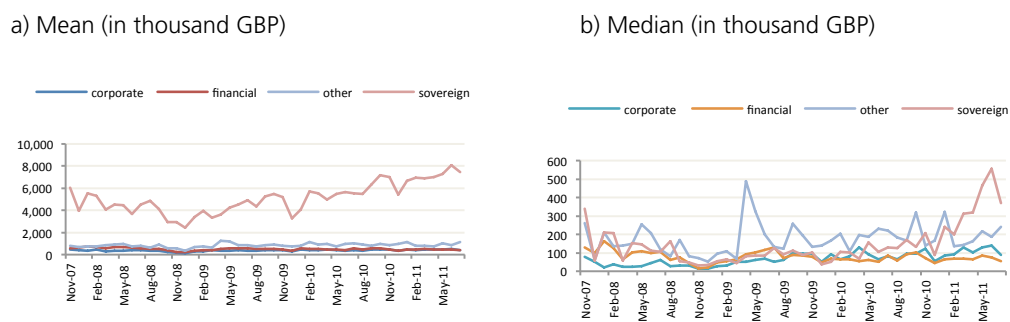 a) Mean (in thousand GBP)
corporate financial other sovereign
10,000
8,000
6,000
4,000
2,000
0
Nov-07 Feb-08 May-08 Aug-08 Nov-08 Feb-09 May-09 Aug-09 Nov-09 Feb-10 May-10 Aug-10 Nov-10 Feb-11 May-11
b) Median (in thousand GBP)
corporate financial other sovereign
600
500
400
300
200
100
0
Nov-07 Feb-08 May-08 Aug-08 Nov-08 Feb-09 May-09 Aug-09 Nov-09 Feb-10 May-10 Aug-10 Nov-10 Feb-11 May-11